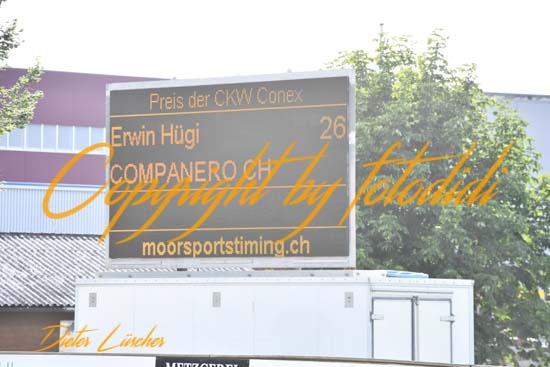 Preis der CKW Conex
Erwin Hügi 26
COMPANERO CH
Copyright by fotodidi
moorsportstiming.ch
Dieter Lüscher
METZGEREI